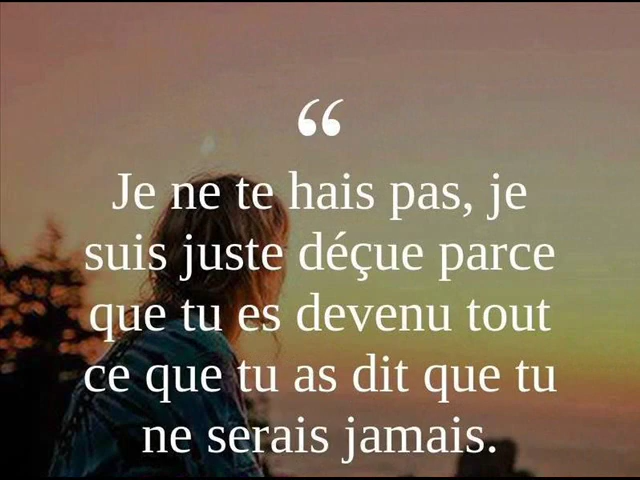 “
Je ne te hais pas, je
suis juste déçue parce
que tu es devenu tout
ce que tu as dit que tu
ne serais jamais.